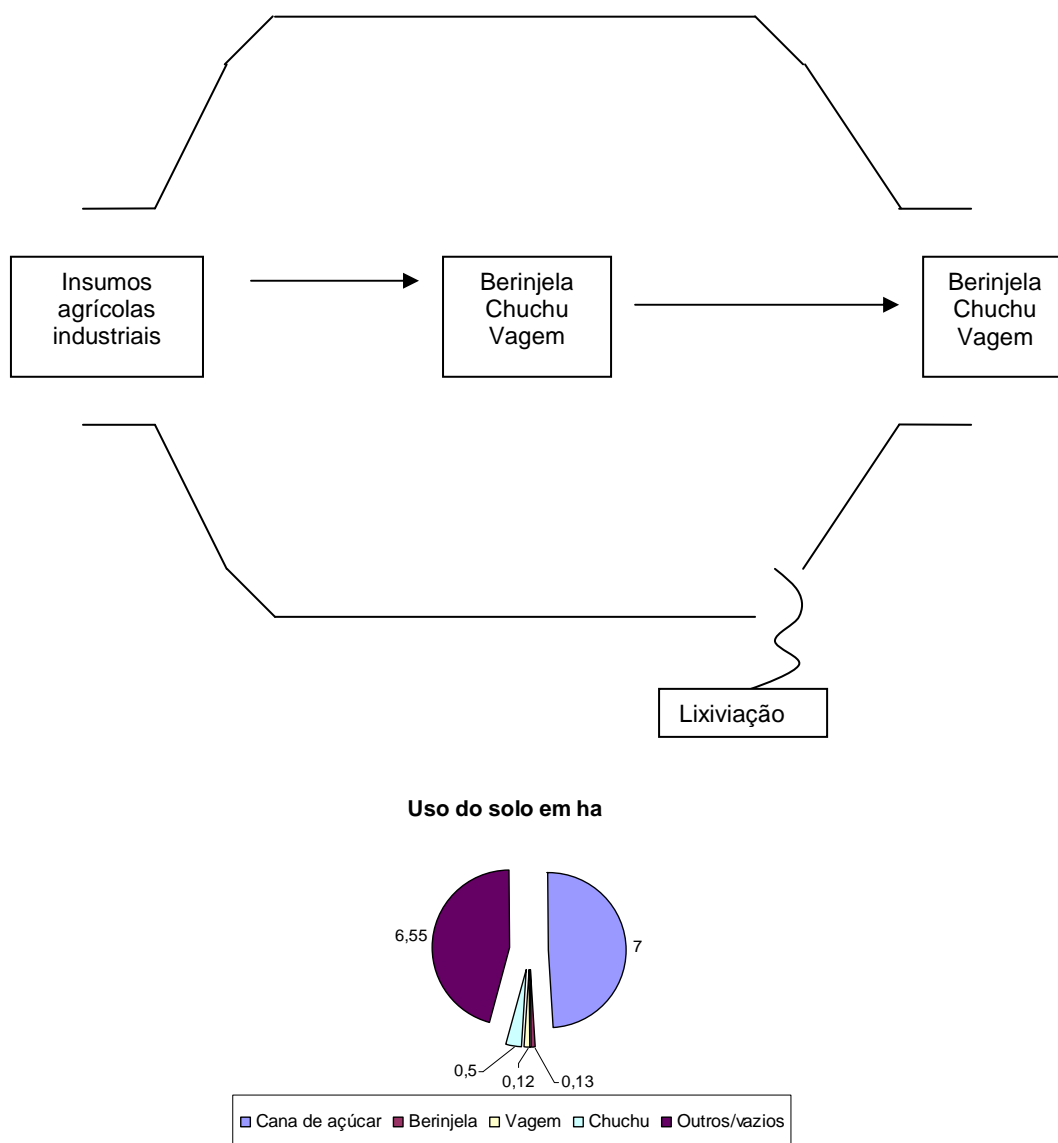 Insumos
agrícolas
industriais
Berinjela
Chuchu
Vagem
Berinjela
Chuchu
Vagem
Lixiviação
Uso do solo em ha
6,55
7
0,5
0,12
0,13
Cana de açúcar Berinjela Vagem Chuchu Outros/vazios